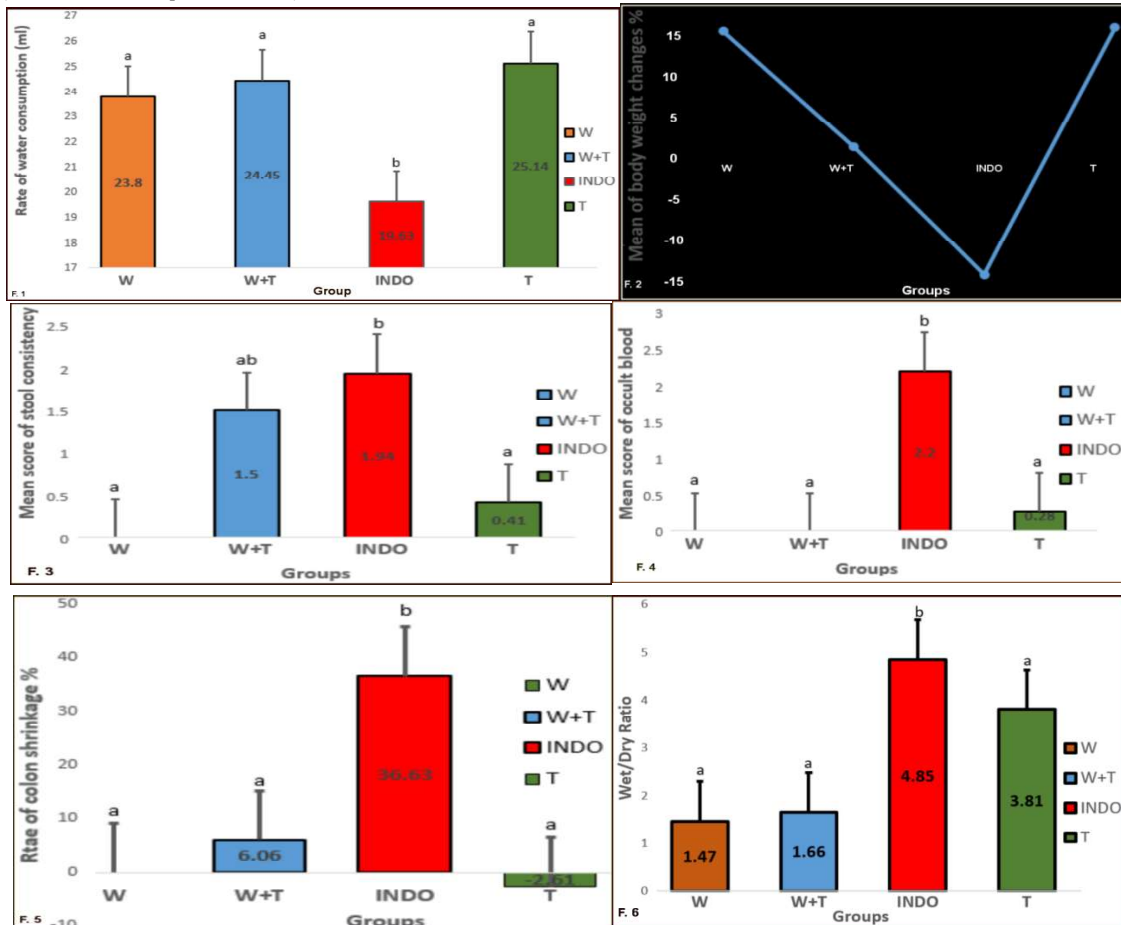 Rate of water consumption (ml)
27
26
25
24
23
22
21
20
19
18
17
a
a
b
a
23.8
24.45
19.63
25.14
W
W+T
INDO
T
W
W+T
INDO
T
Group
F. 1
Mean of body weight changes %
15
10
5
0
-5
-10
-15
W
W+T
INDO
T
Groups
F. 2
Mean score of stool consistency
2.5
2
1.5
1
0.5
0
a
ab
b
a
1.5
1.94
0.41
W
W+T
INDO
T
W
W+T
INDO
T
Groups
F. 3
Mean score of occult blood
3
2.5
2
1.5
1
0.5
0
a
a
b
a
2.2
0.28
W
W+T
INDO
T
W
W+T
INDO
T
Groups
F. 4
Rtae of colon shrinkage %
50
40
30
20
10
0
-10
a
a
b
a
6.06
36.63
-2.61
W
W+T
INDO
T
W
W+T
INDO
T
Groups
F. 5
Wet/Dry Ratio
6
5
4
3
2
1
0
a
a
b
a
1.47
1.66
4.85
3.81
W
W+T
INDO
T
W
W+T
INDO
T
Groups
F. 6